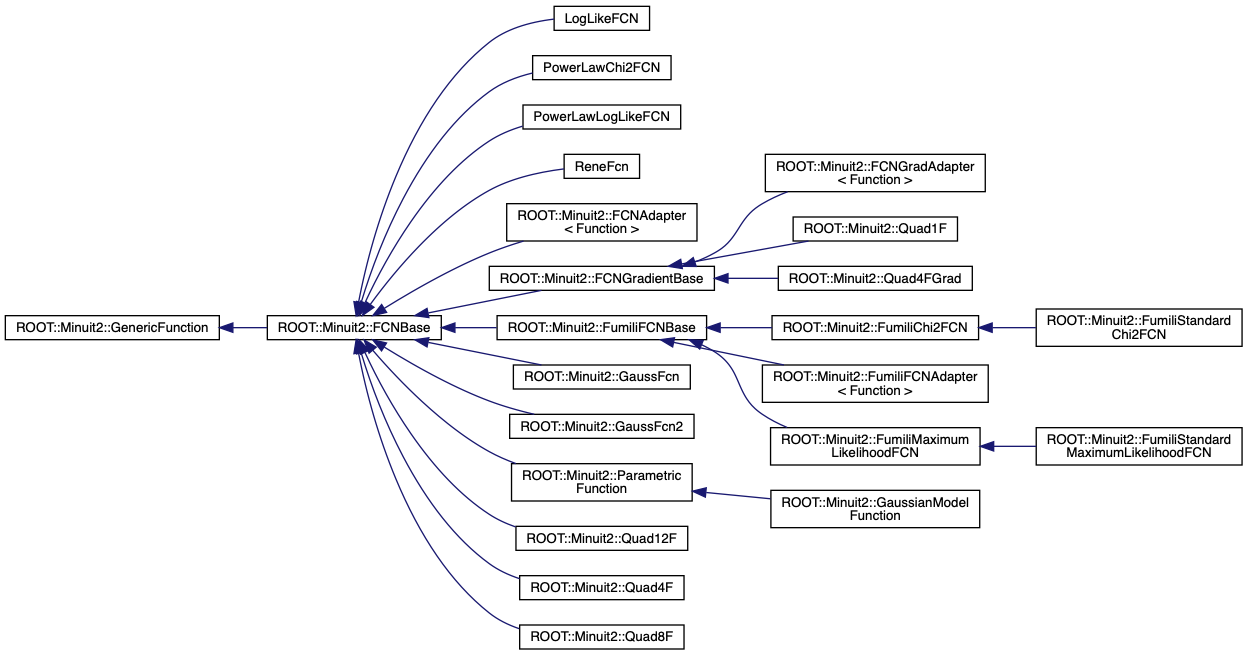 LogLikeFCN
PowerLawChi2FCN
PowerLawLogLikeFCN
ReneFcn
ROOT::Minuit2::FCNGradAdapter
< Function >
ROOT::Minuit2::FCNAdapter
< Function >
ROOT::Minuit2::Quad1F
ROOT::Minuit2::FCNGradientBase
ROOT::Minuit2::Quad4FGrad
ROOT::Minuit2::GenericFunction
ROOT::Minuit2::FCNBase
ROOT::Minuit2::FumiliFCNBase
ROOT::Minuit2::FumiliChi2FCN
ROOT::Minuit2::FumiliStandard
Chi2FCN
ROOT::Minuit2::GaussFcn
ROOT::Minuit2::FumiliFCNAdapter
< Function >
ROOT::Minuit2::GaussFcn2
ROOT::Minuit2::FumiliMaximum
LikelihoodFCN
ROOT::Minuit2::FumiliStandard
MaximumLikelihoodFCN
ROOT::Minuit2::Parametric
Function
ROOT::Minuit2::GaussianModel
Function
ROOT::Minuit2::Quad12F
ROOT::Minuit2::Quad4F
ROOT::Minuit2::Quad8F